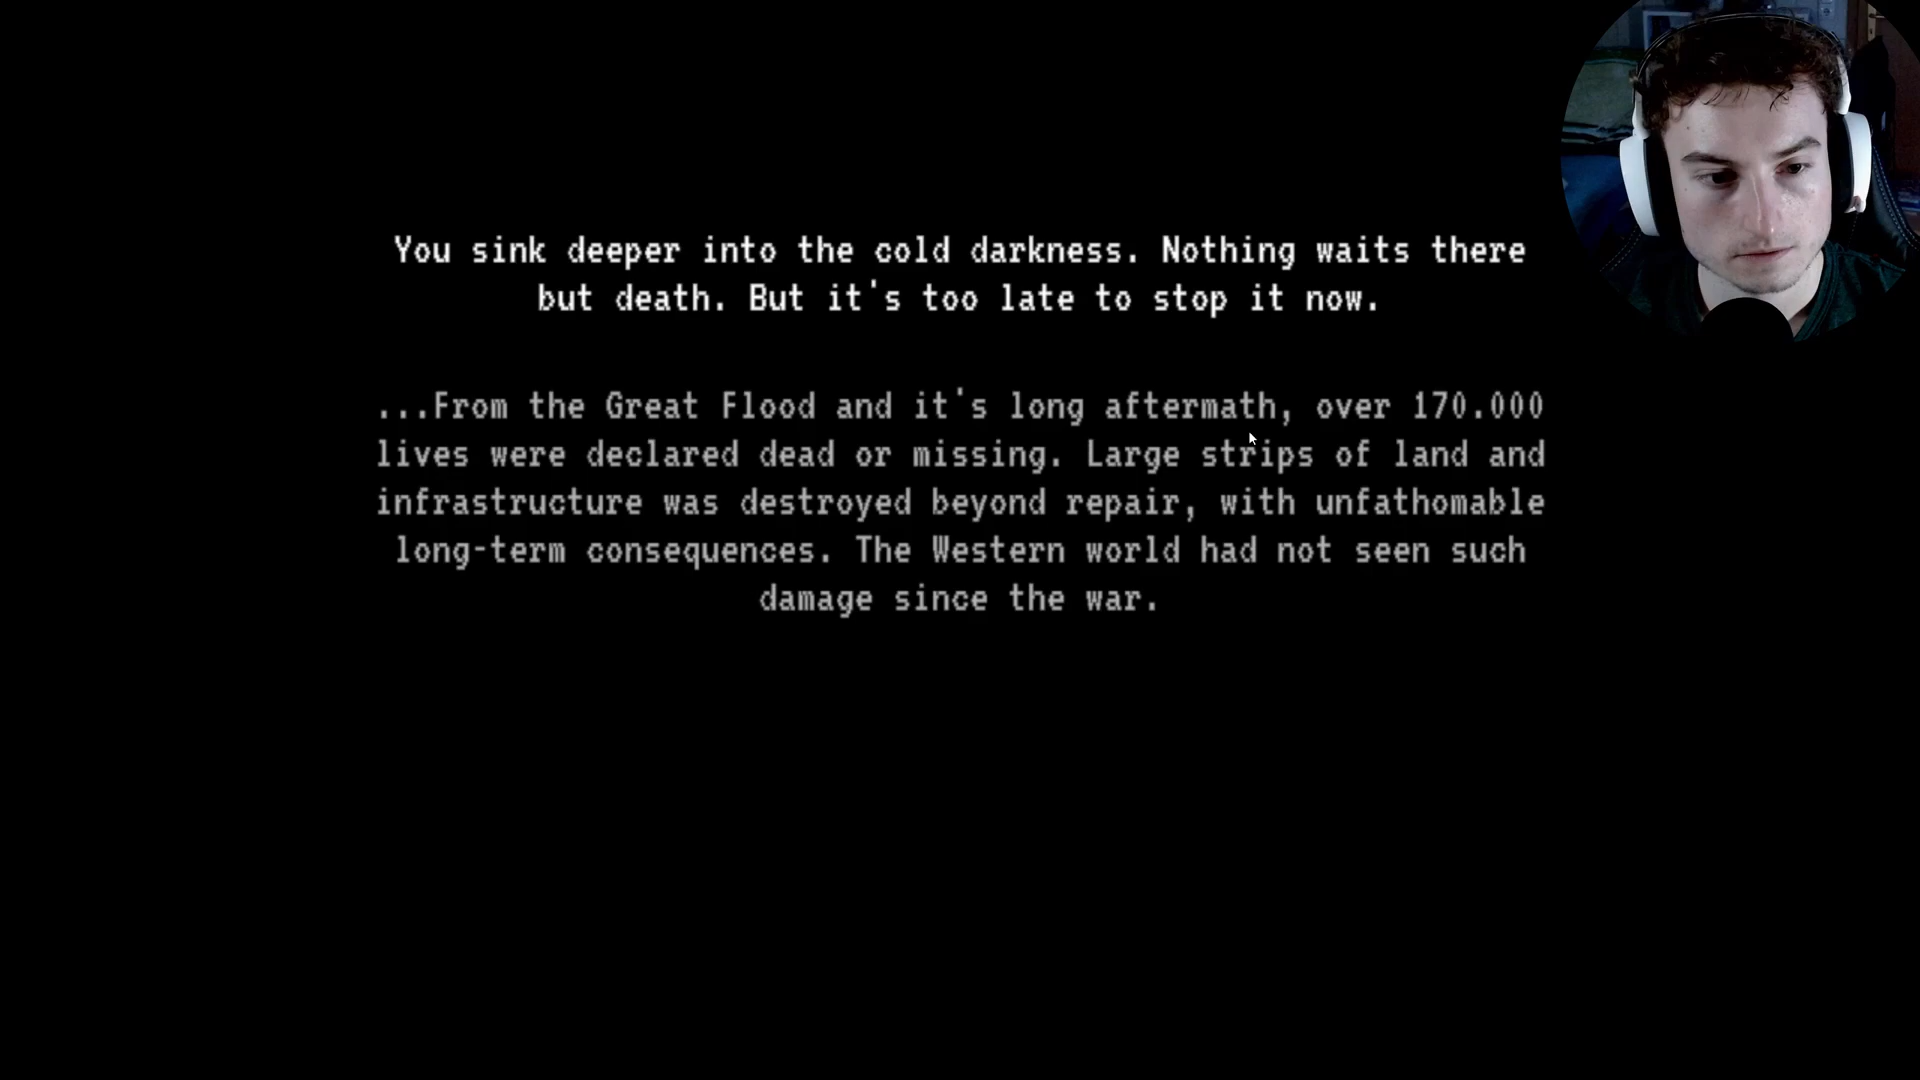 You sink deeper into the cold darkness. Nothing waits there
but death. But it's too late to stop it now.
...From the Great Flood and it's long aftermath, over 170.000
lives were declared dead or missing. Large strips of land and
infrastructure was destroyed beyond repair, with unfathomable
long-term consequences. The Western world had not seen such
damage since the war.